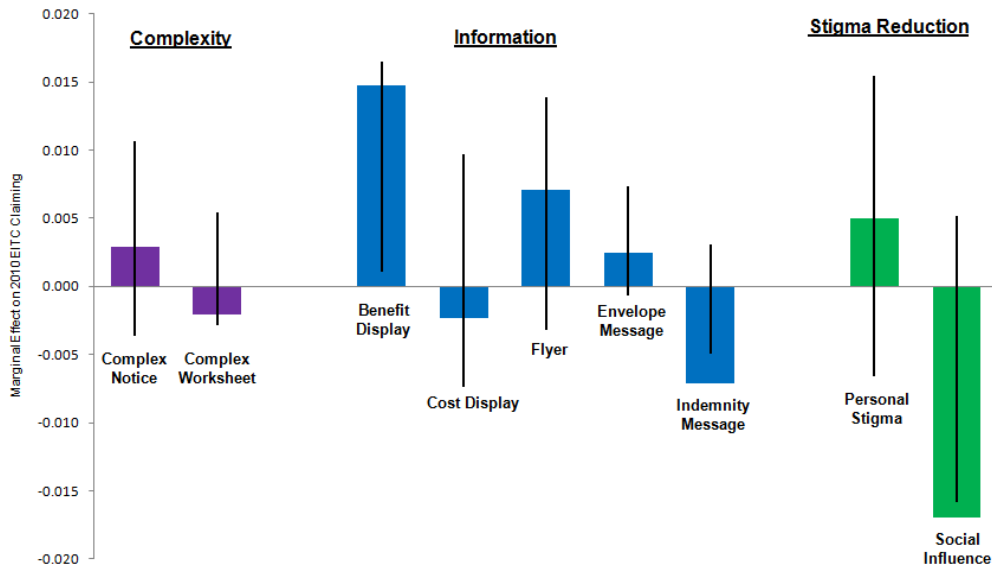 Complexity
Information
Stigma Reduction
Marginal Effect on 2010 EITC Claiming
0.020
0.015
0.010
0.005
0.000
-0.005
-0.010
-0.015
-0.020
Complex
Notice
Complex
Worksheet
Benefit
Display
Cost Display
Flyer
Envelope
Message
Indemnity
Message
Personal
Stigma
Social
Influence